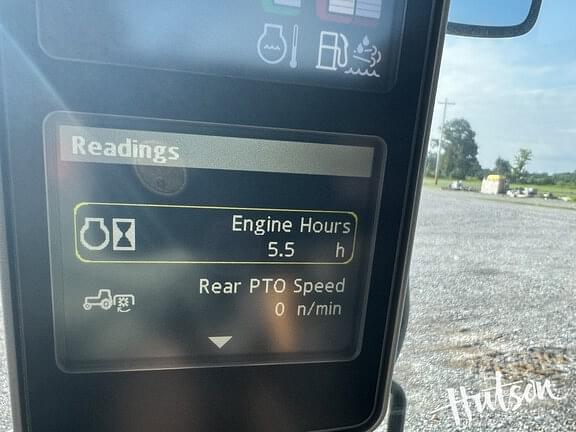 Readings
Engine Hours
5.5 h
Rear PTO Speed
0 n/min
Hutson